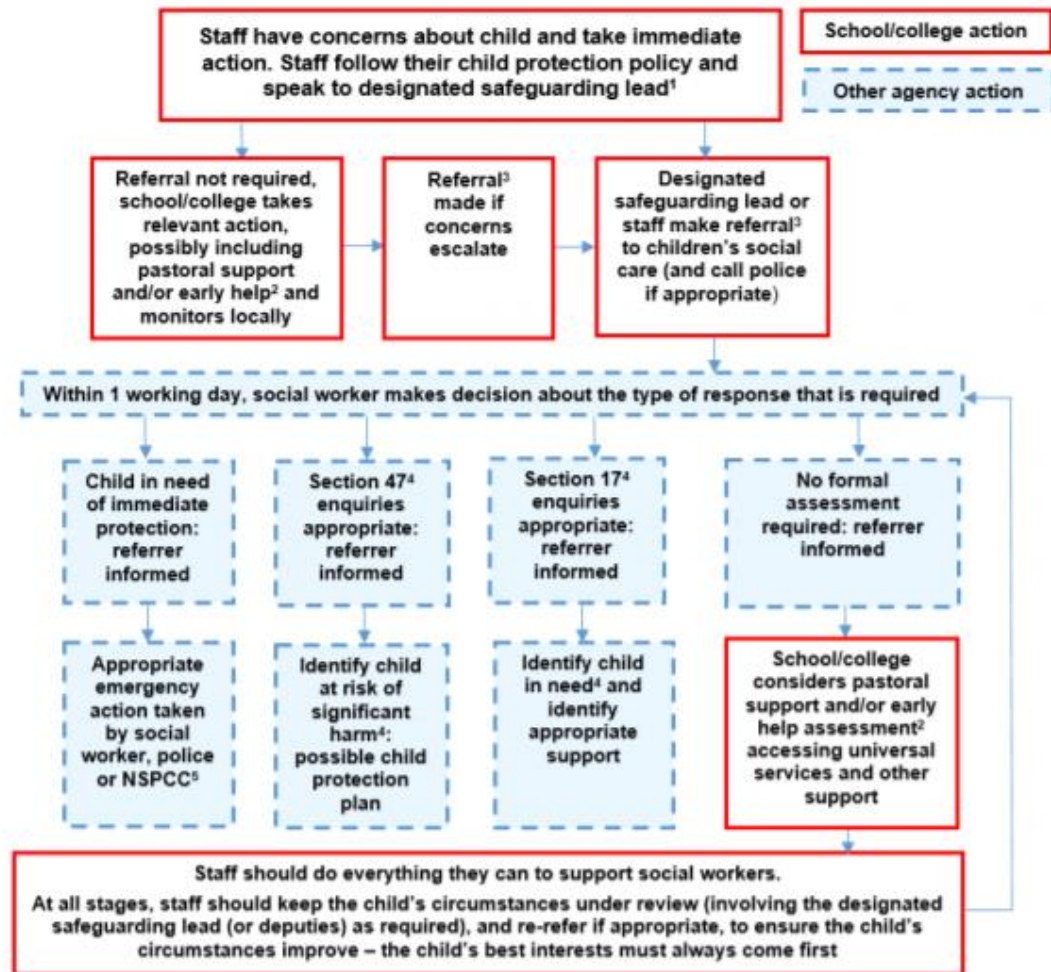 Staff have concerns about child and take immediate
action. Staff follow their child protection policy and
speak to designated safeguarding lead¹
School/college action
Other agency action
Referral not required,
school/college takes
relevant action,
possibly including
pastoral support
and/or early help² and
monitors locally
Referral³
made if
concerns
escalate
Designated
safeguarding lead or
staff make referral³
to children's social
care (and call police
if appropriate)
Within 1 working day, social worker makes decision about the type of response that is required
Child in need
of immediate
protection:
referrer
informed
Section 47⁴
enquiries
appropriate:
referrer
informed
Section 17⁴
enquiries
appropriate:
referrer
informed
No formal
assessment
required: referrer
informed
Appropriate
emergency
action taken
by social
worker, police
or NSPCC⁵
Identify child
at risk of
significant
harm⁴:
possible child
protection
plan
Identify child
in need⁴ and
identify
appropriate
support
School/college
considers pastoral
support and/or early
help assessment²
accessing universal
services and other
support
Staff should do everything they can to support social workers.
At all stages, staff should keep the child's circumstances under review (involving the designated
safeguarding lead (or deputies) as required), and re-refer if appropriate, to ensure the child's
circumstances improve – the child's best interests must always come first